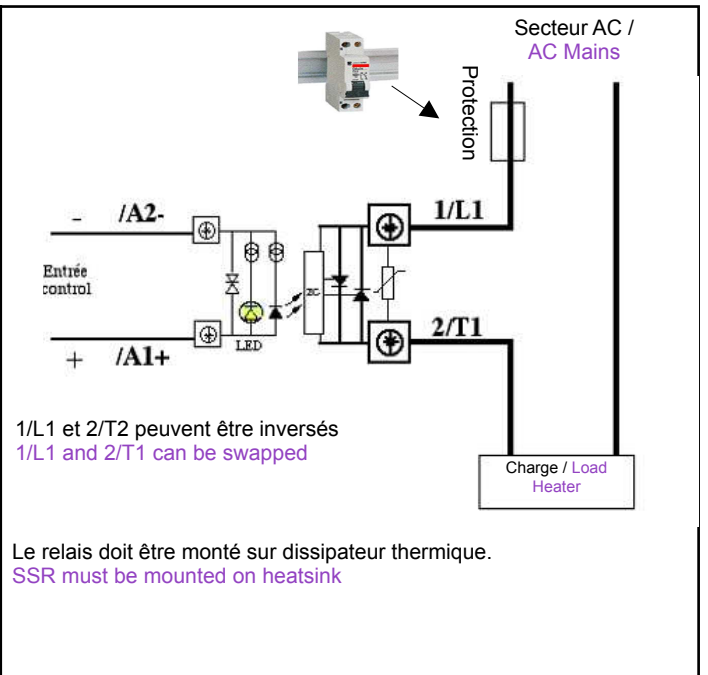 Secteur AC /
AC Mains
Protection
1/L1
- /A2-
Entrée
control
ZC
LED
+ /A1+
2/T1
1/L1 et 2/T2 peuvent être inversés
1/L1 and 2/T1 can be swapped
Charge / Load
Heater
Le relais doit être monté sur dissipateur thermique.
SSR must be mounted on heatsink